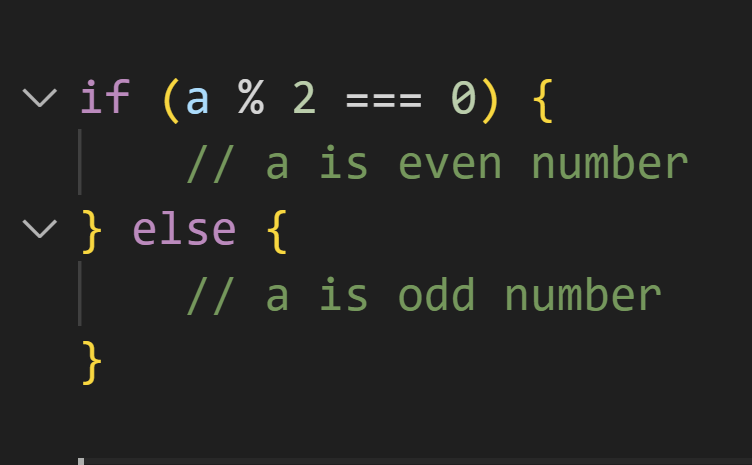 if (a % 2 === 0) {
    // a is even number
} else {
    // a is odd number
}